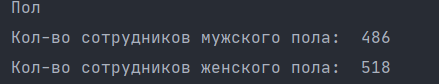 Пол
Кол-во сотрудников мужского пола:  486
Кол-во сотрудников женского пола:  518